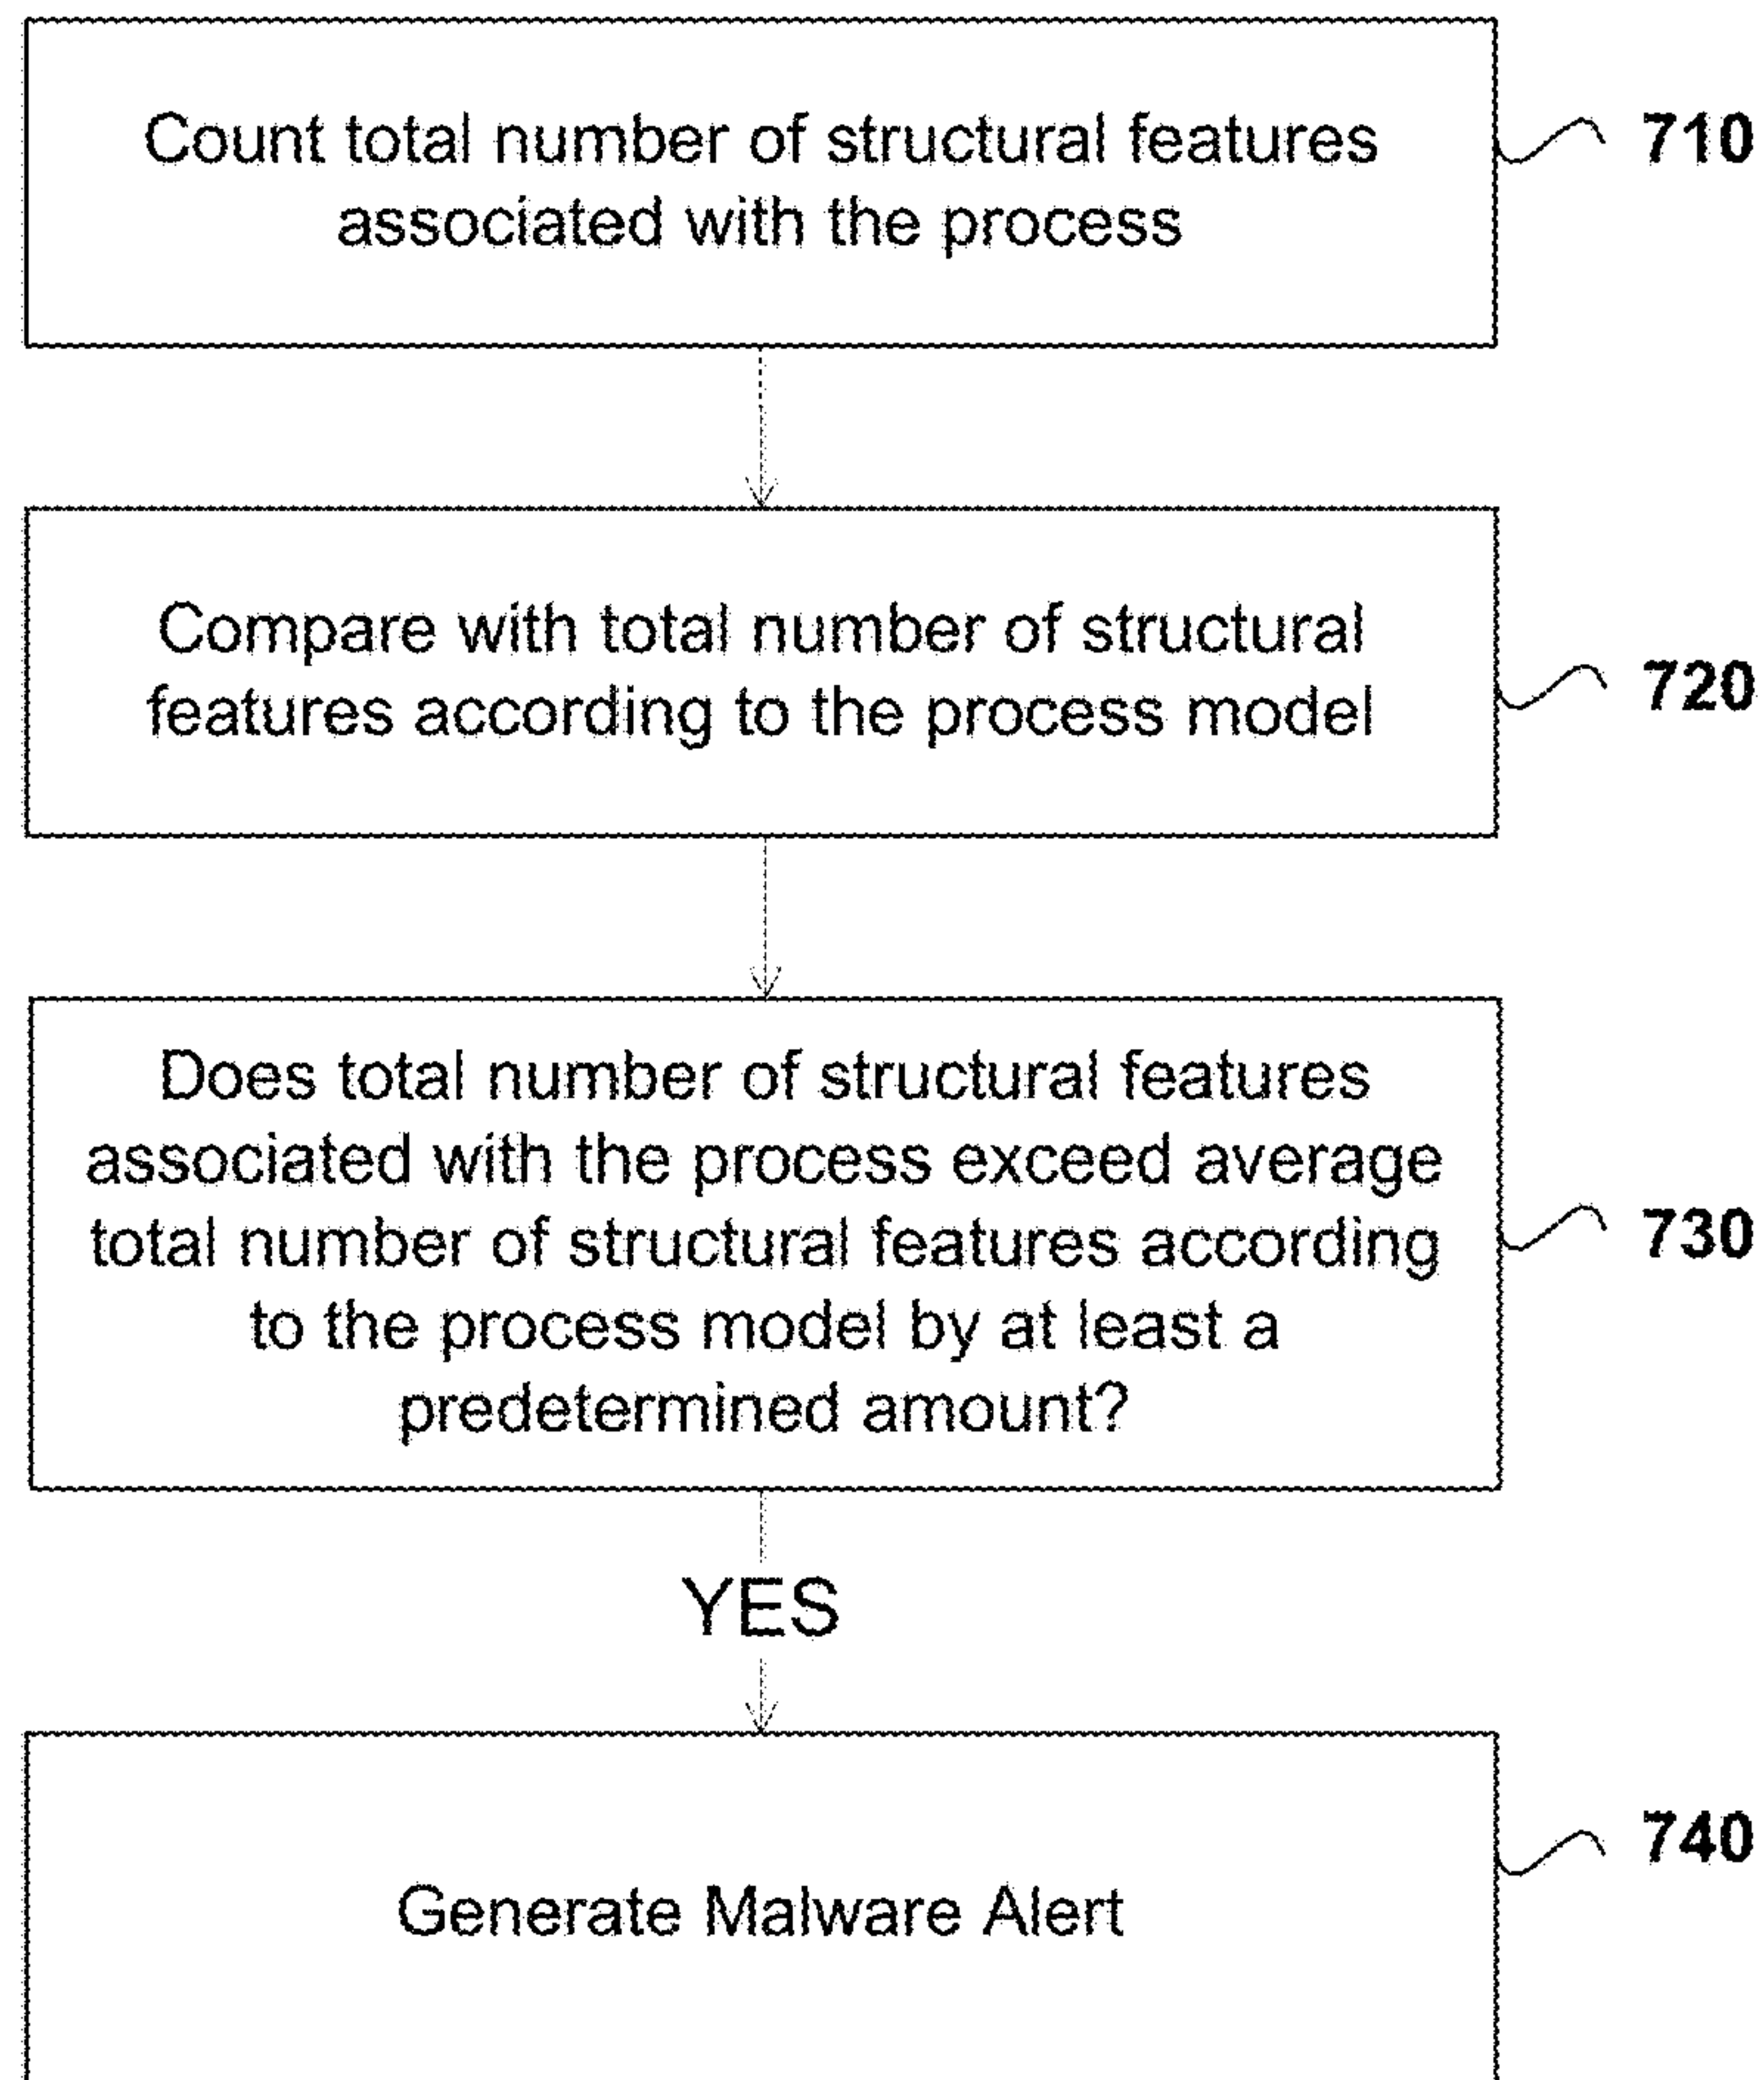 Count total number of structural features
associated with the process
710
Compare with total number of structural
features according to the process model
720
Does total number of structural features
associated with the process exceed average
total number of structural features according
to the process model by at least a
predetermined amount?
730
YES
Generate Malware Alert
740